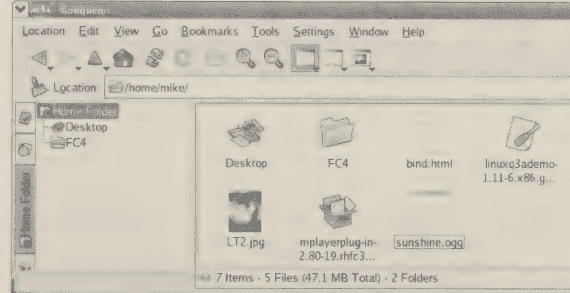 Konqueror
Location Edit View Go Bookmarks Tools Settings Window Help
Location /home/mike/
Home Folder
Desktop
FC4
Home Folder
Desktop FC4 bind.html linuxq3ademo-
1.11-6.x86.g...
LT2.jpg mplayerplug-in- sunshine.ogg
2.80-19.rhfc3...
7 Items - 5 Files (47.1 MB Total) - 2 Folders